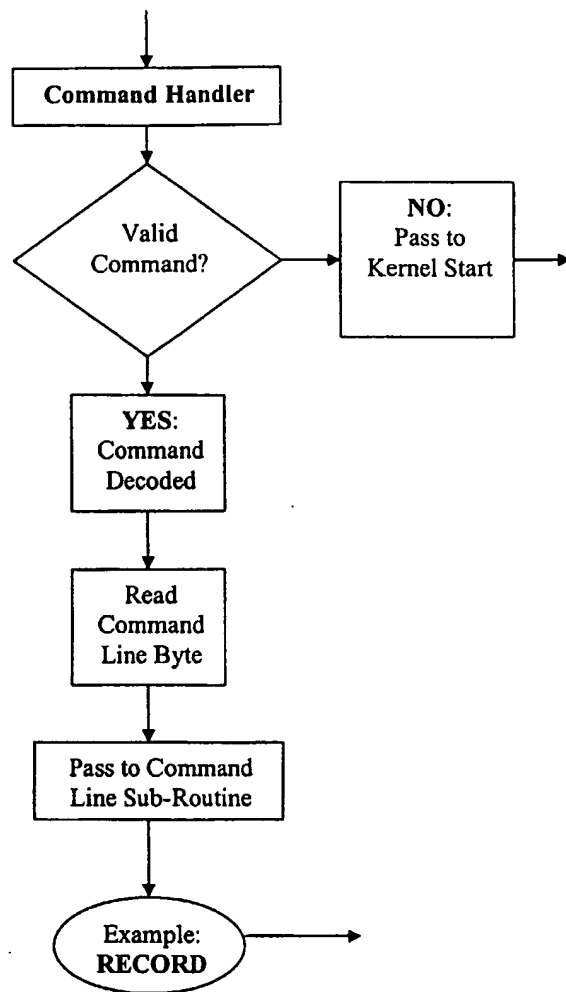 Command Handler
Valid
Command?
NO:
Pass to
Kernel Start
YES:
Command
Decoded
Read
Command
Line Byte
Pass to Command
Line Sub-Routine
Example:
RECORD